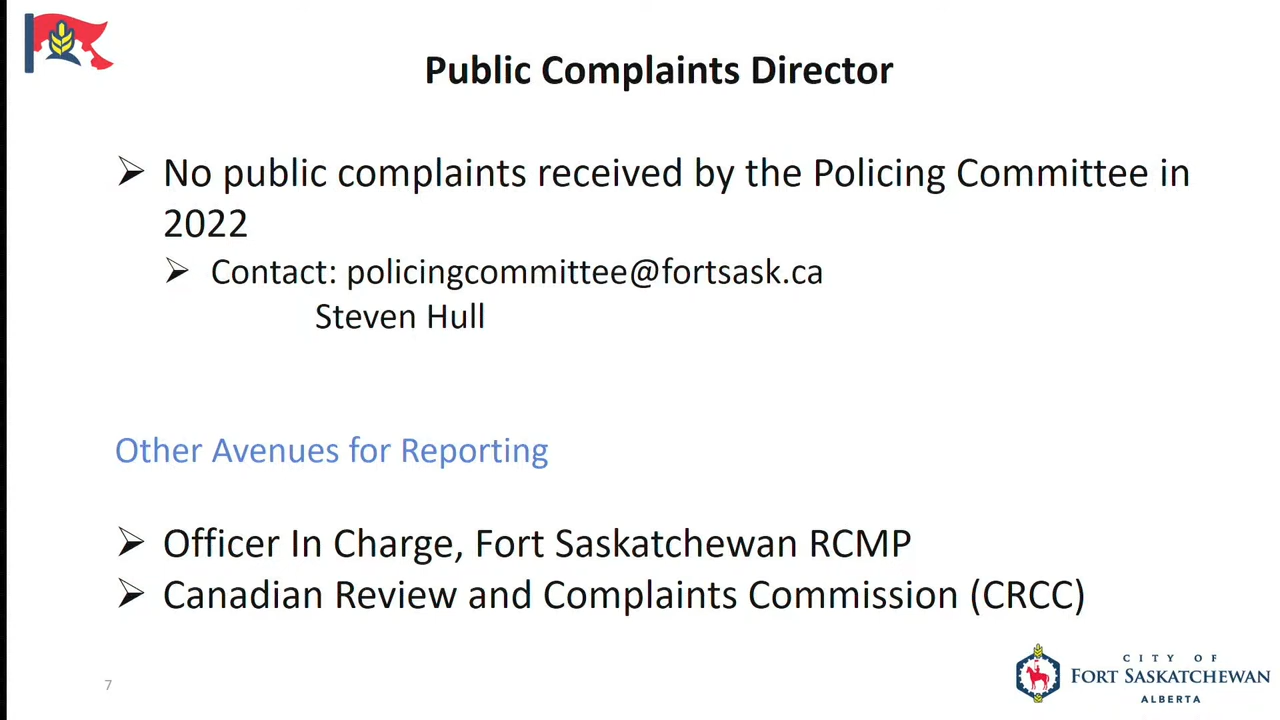 Public Complaints Director
➢ No public complaints received by the Policing Committee in
2022
➢ Contact: policingcommittee@fortsask.ca
Steven Hull
Other Avenues for Reporting
➢ Officer In Charge, Fort Saskatchewan RCMP
➢ Canadian Review and Complaints Commission (CRCC)
7
CITY OF
FORT SASKATCHEWAN
ALBERTA